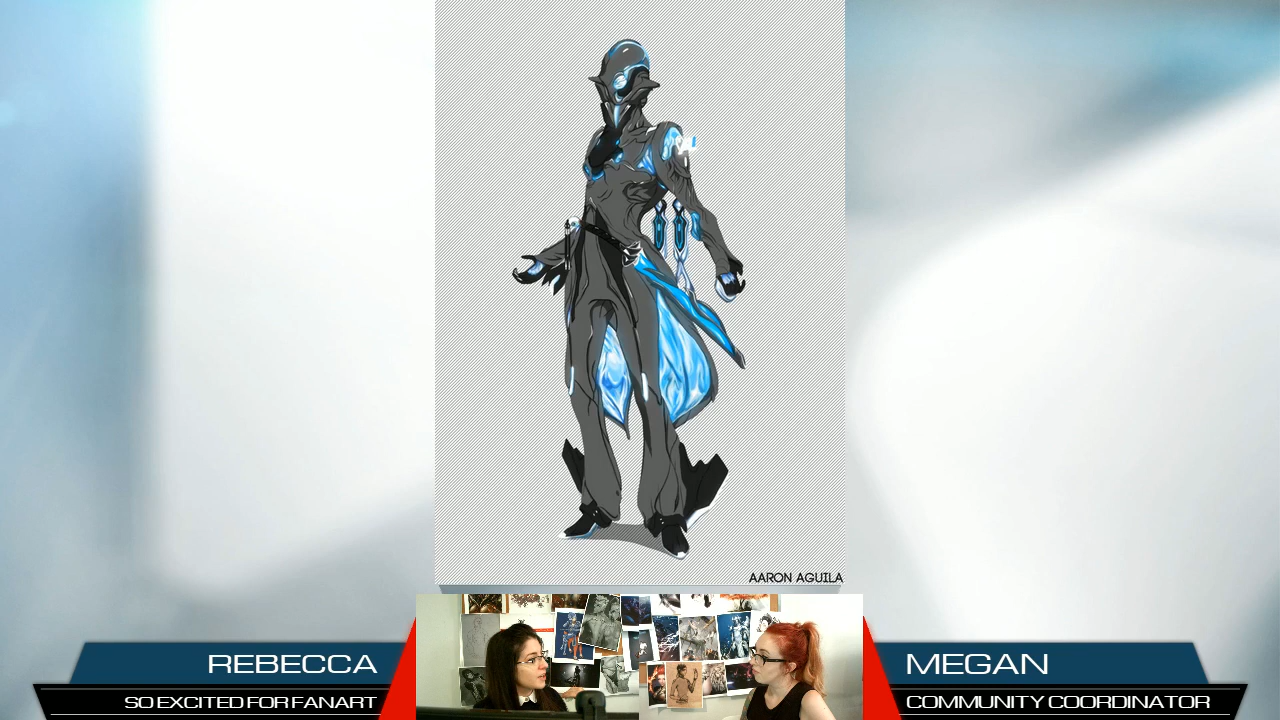 AARON AGUILA
REBECCA
SO EXCITED FOR FANART
MEGAN
COMMUNITY COORDINATOR